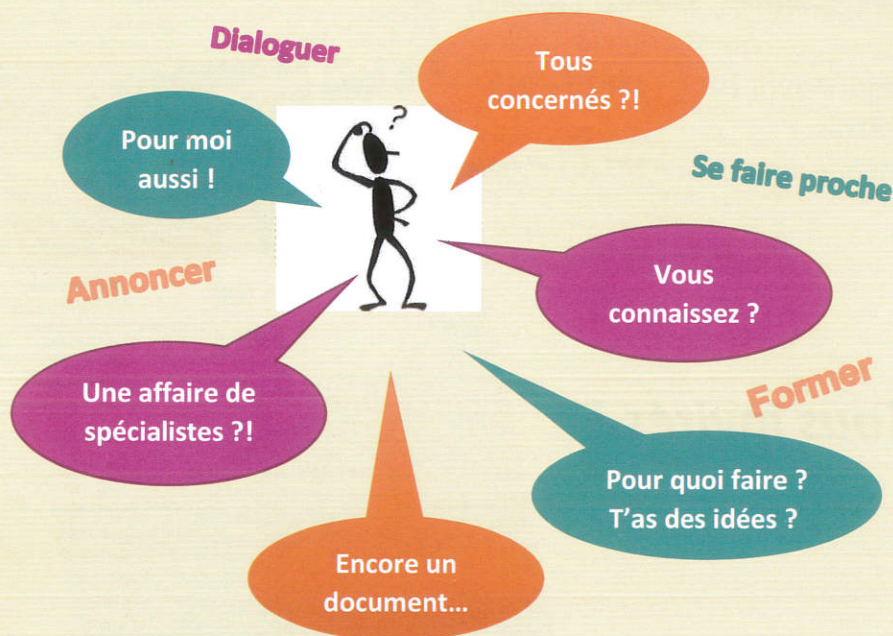 Dialoguer
Tous
concernés ?!
Pour moi
aussi !
?
Se faire proche
Annoncer
Vous
connaissez ?
Une affaire de
spécialistes ?!
Former
Pour quoi faire ?
T'as des idées ?
Encore un
document...